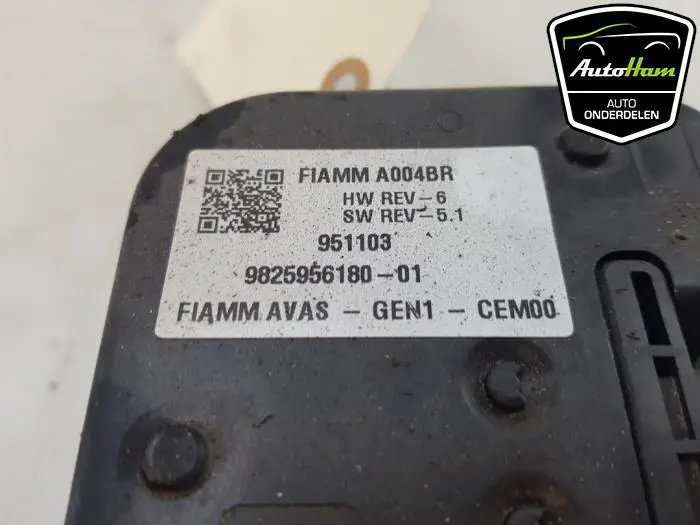 AutoHam
AUTO
ONDERDELEN
FIAMM A004BR
HW REV-6
SW REV-5.1
951103
9825956180-01
FIAMM AVAS - GEN1 - CEM00